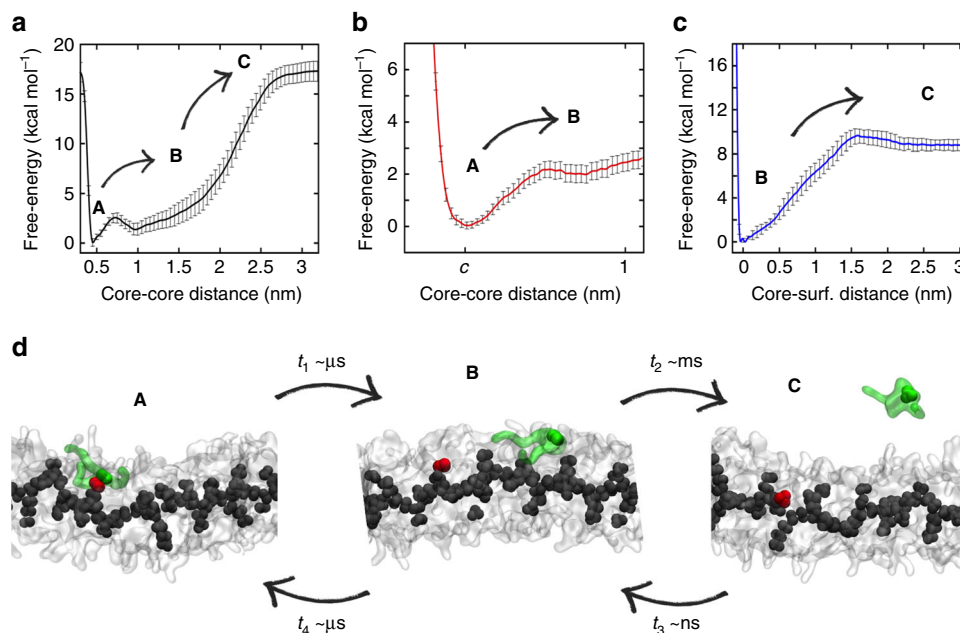 a
20
15
10
5
0
Free-energy (kcal mol⁻¹)
A
B
C
0.5
1
1.5
2
2.5
3
Core-core distance (nm)
b
6
4
2
0
Free-energy (kcal mol⁻¹)
A
B
c
1
Core-core distance (nm)
c
16
12
8
4
0
Free-energy (kcal mol⁻¹)
B
C
0
0.5
1
1.5
2
2.5
3
Core-surf. distance (nm)
d
t₁ ~μs
t₂ ~ms
A
B
C
t₄ ~μs
t₃ ~ns